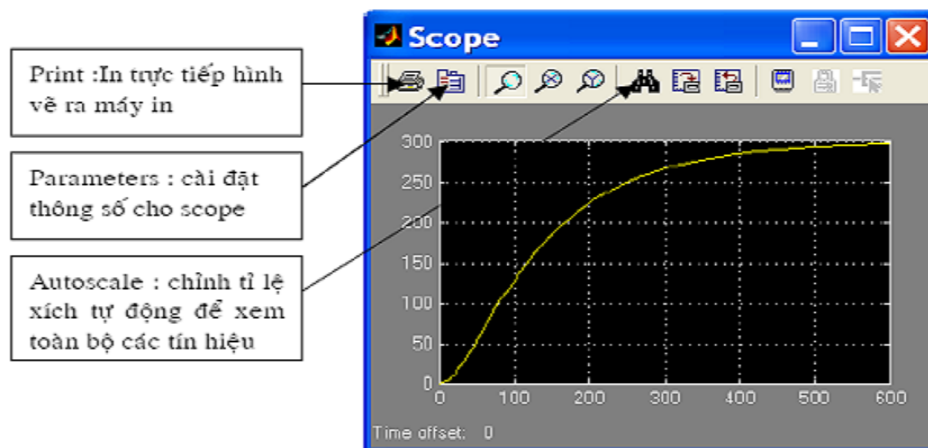 Scope
Print :In trực tiếp hình
vẽ ra máy in
Parameters : cài đặt
thông số cho scope
Autoscale : chỉnh tỉ lệ
xích tự động để xem
toàn bộ các tín hiệu
300
250
200
150
100
50
0
0 100 200 300 400 500 600
Time offset: 0